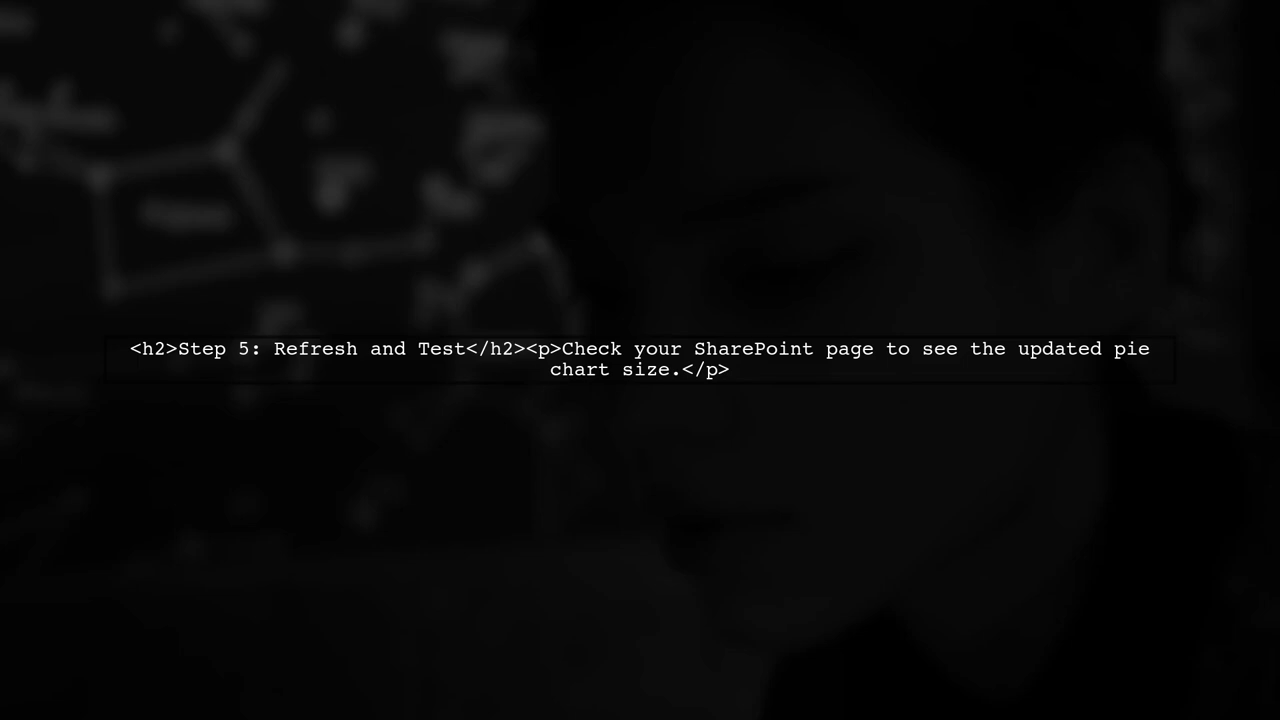 <h2>Step 5: Refresh and Test</h2><p>Check your SharePoint page to see the updated pie
chart size.</p>